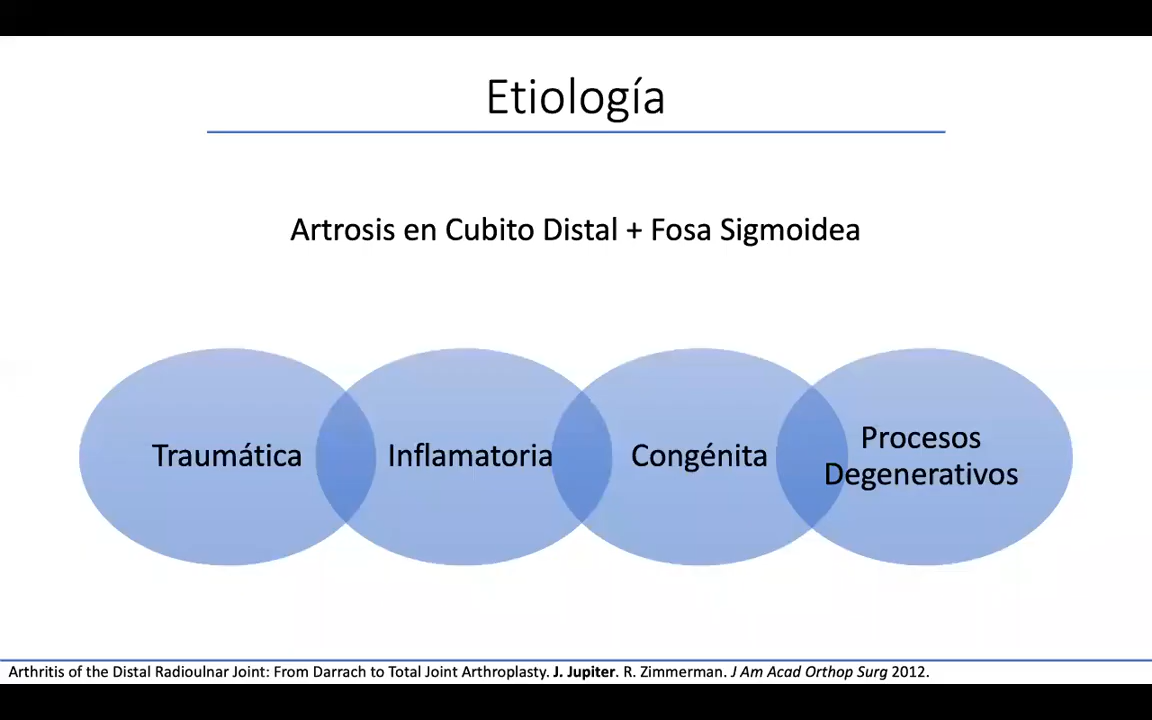 Etiología
Artrosis en Cubito Distal + Fosa Sigmoidea
Traumática
Inflamatoria
Congénita
Procesos
Degenerativos
Arthritis of the Distal Radioulnar Joint: From Darrach to Total Joint Arthroplasty. J. Jupiter. R. Zimmerman. J Am Acad Orthop Surg 2012.